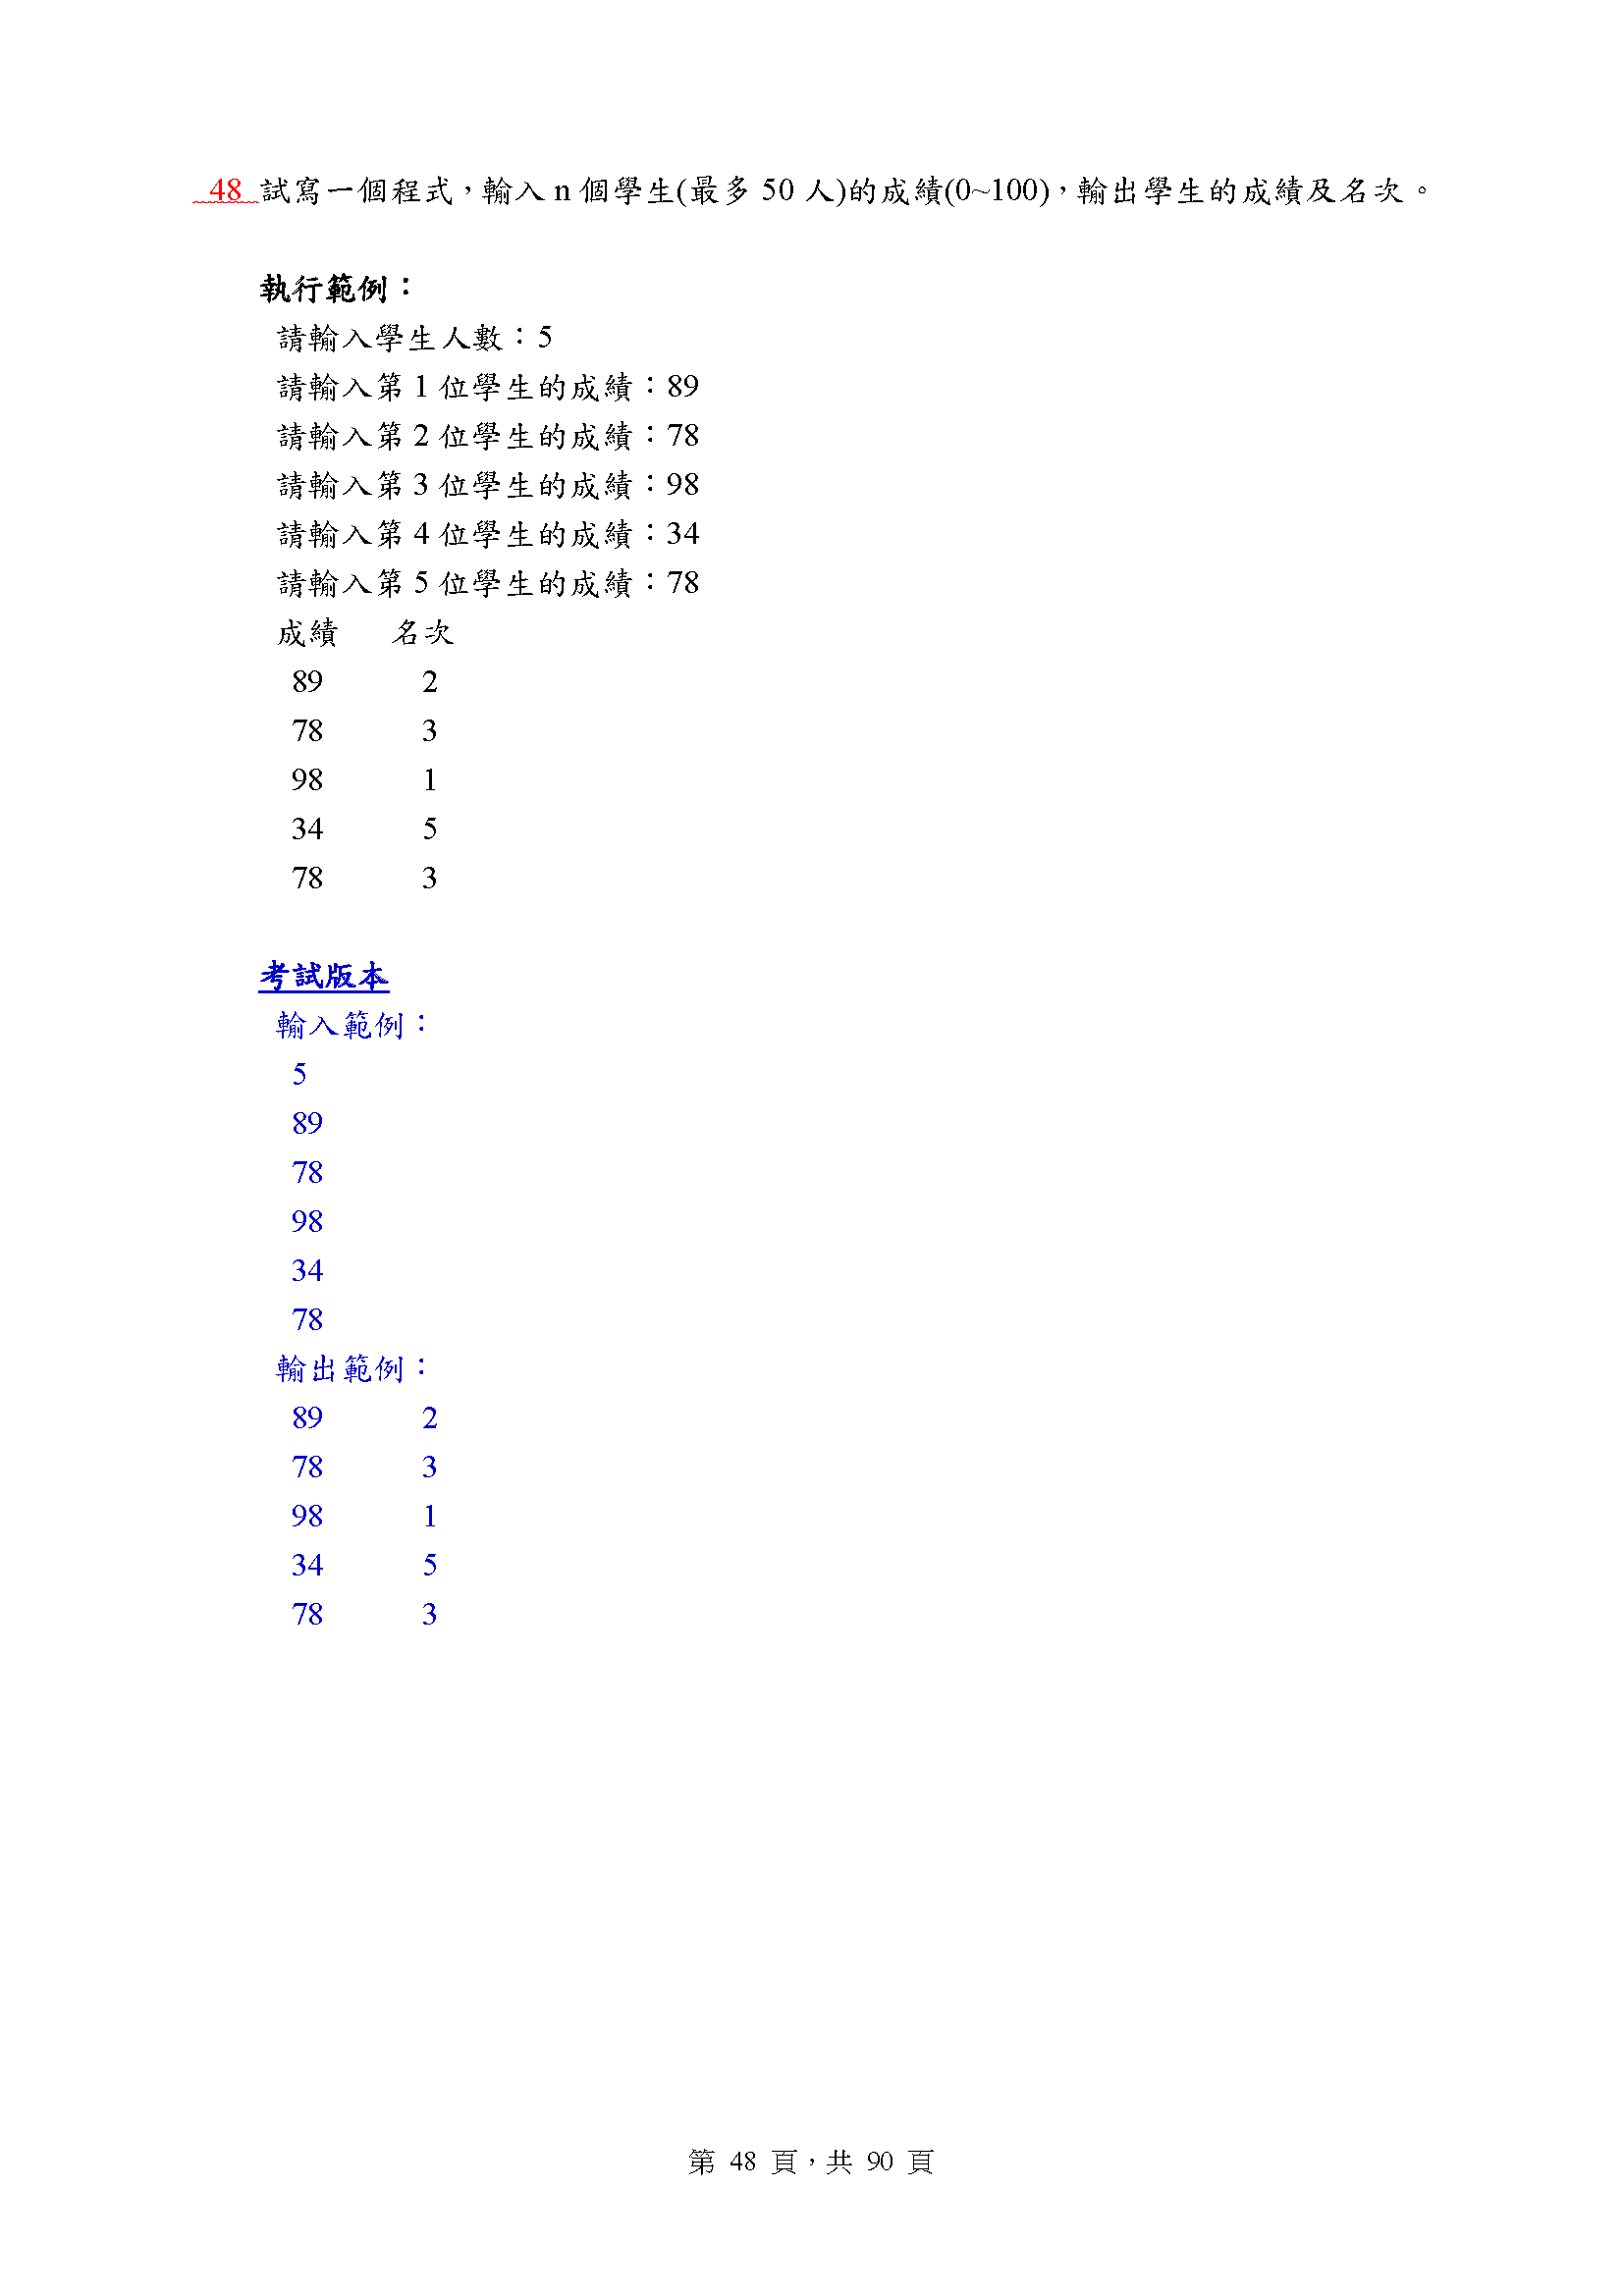 48 試寫一個程式，輸入 n 個學生(最多 50 人)的成績(0~100)，輸出學生的成績及名次。
執行範例：
請輸入學生人數：5
請輸入第 1 位學生的成績：89
請輸入第 2 位學生的成績：78
請輸入第 3 位學生的成績：98
請輸入第 4 位學生的成績：34
請輸入第 5 位學生的成績：78
成績 名次
89 2
78 3
98 1
34 5
78 3
考試版本
輸入範例：
5
89
78
98
34
78
輸出範例：
89 2
78 3
98 1
34 5
78 3
第 48 頁，共 90 頁